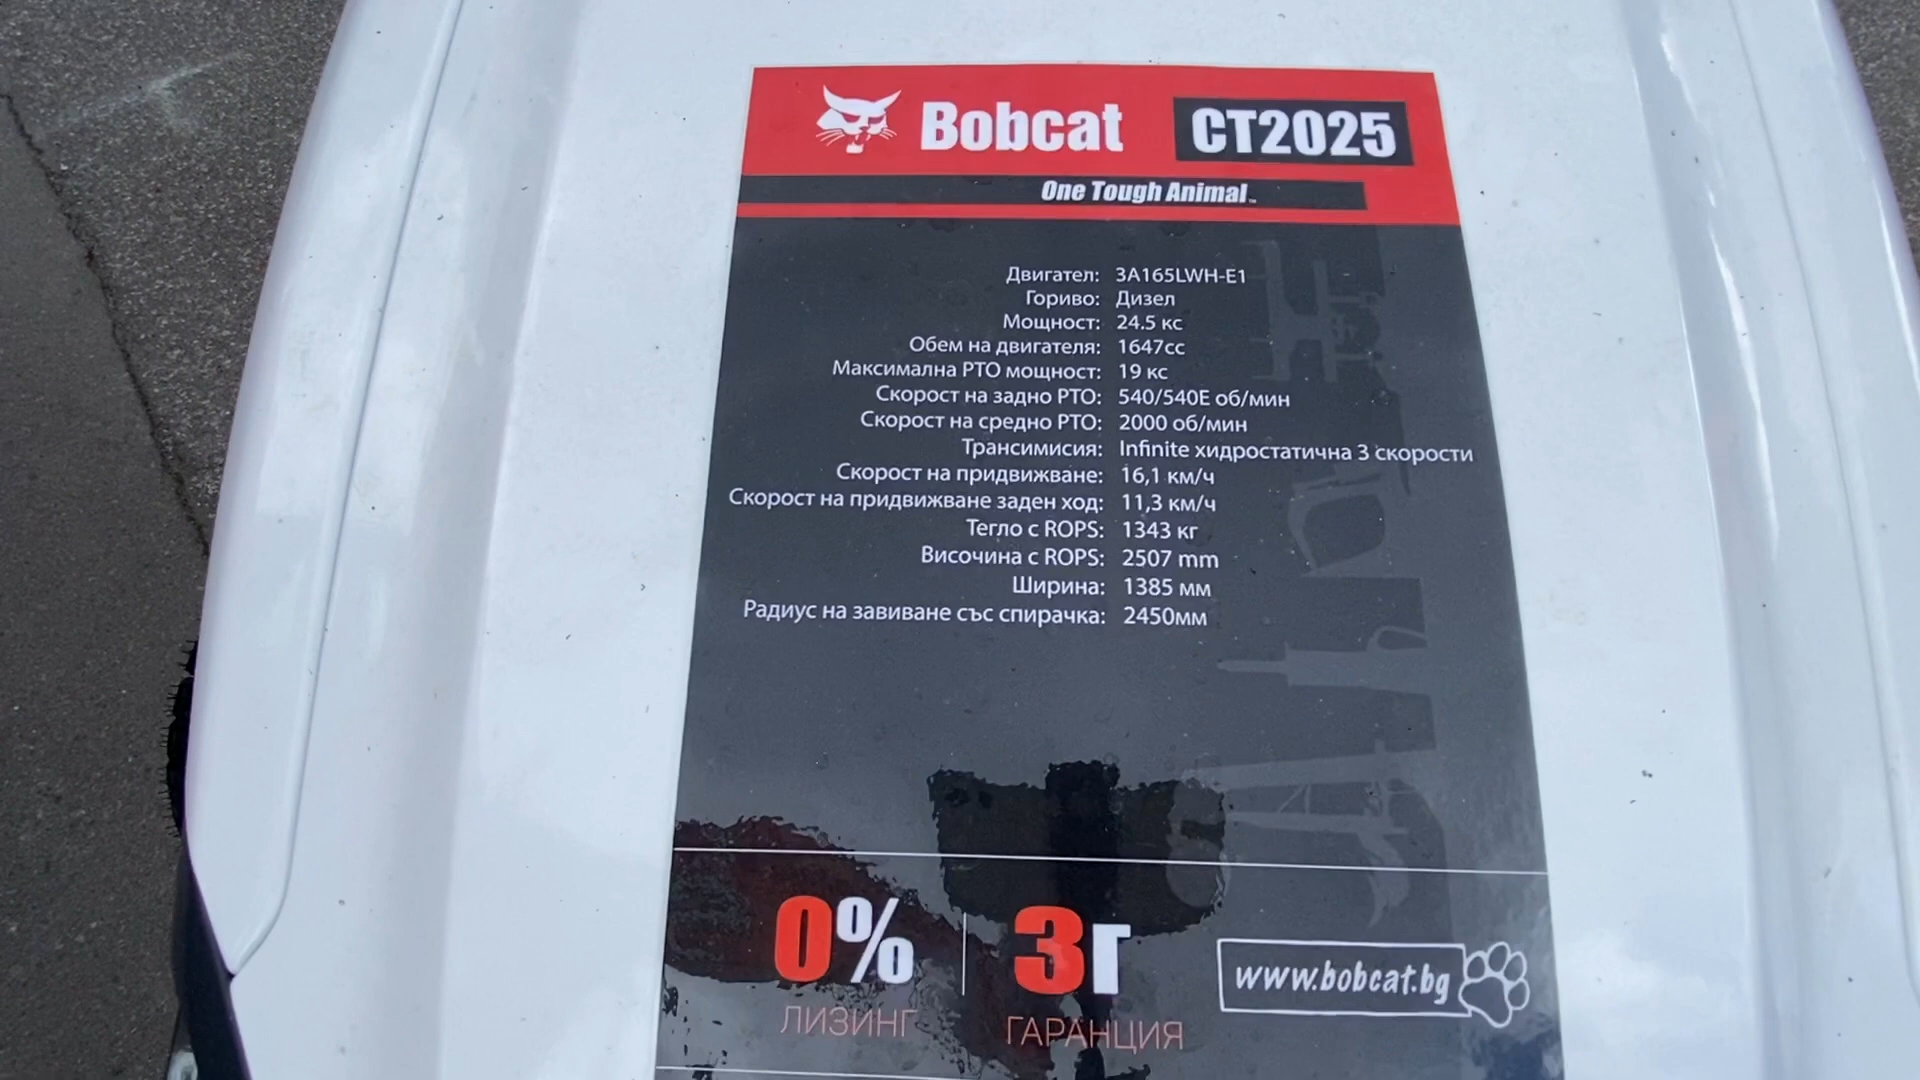 Bobcat CT2025
One Tough Animal™
Двигател: 3A165LWH-E1
Гориво: Дизел
Мощност: 24.5 кс
Обем на двигателя: 1647cc
Максимална РТО мощност: 19 кс
Скорост на задно РТО: 540/540E об/мин
Скорост на средно РТО: 2000 об/мин
Трансимисия: Infinite хидростатична 3 скорости
Скорост на придвижване: 16,1 км/ч
Скорост на придвижване заден ход: 11,3 км/ч
Тегло с ROPS: 1343 кг
Височина с ROPS: 2507 mm
Ширина: 1385 мм
Радиус на завиване със спирачка: 2450мм
0% 3г
ЛИЗИНГ ГАРАНЦИЯ
www.bobcat.bg